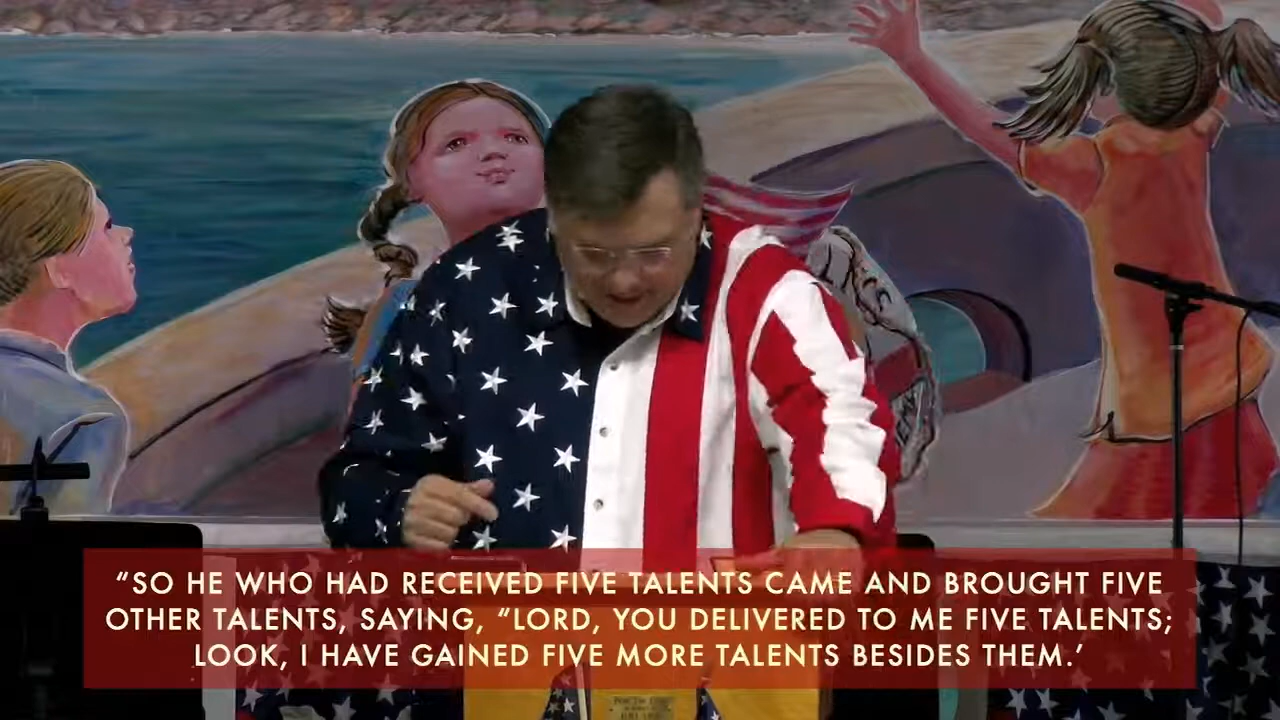 “SO HE WHO HAD RECEIVED FIVE TALENTS CAME AND BROUGHT FIVE
OTHER TALENTS, SAYING, “LORD, YOU DELIVERED TO ME FIVE TALENTS;
LOOK, I HAVE GAINED FIVE MORE TALENTS BESIDES THEM.’